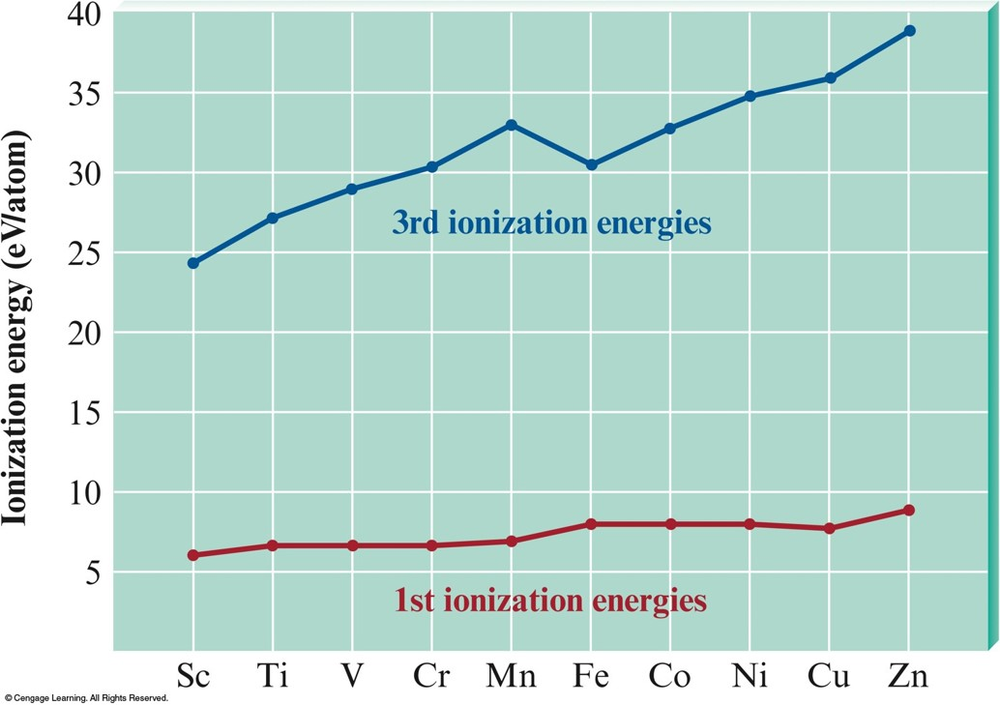 Ionization energy (eV/atom)
40
35
30
25
20
15
10
5
3rd ionization energies
1st ionization energies
Sc Ti V Cr Mn Fe Co Ni Cu Zn
© Cengage Learning. All Rights Reserved.